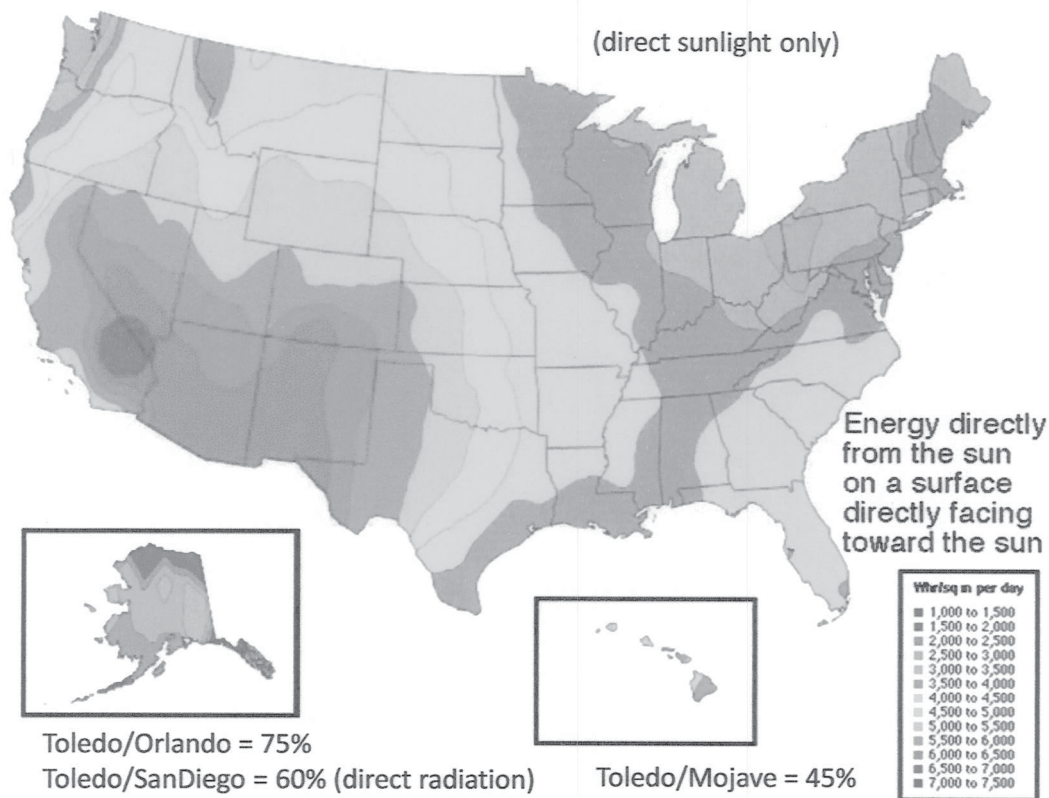 (direct sunlight only)
Energy directly
from the sun
on a surface
directly facing
toward the sun
Whr/sq m per day
1,000 to 1,500
1,500 to 2,000
2,000 to 2,500
2,500 to 3,000
3,000 to 3,500
3,500 to 4,000
4,000 to 4,500
4,500 to 5,000
5,000 to 5,500
5,500 to 6,000
6,000 to 6,500
6,500 to 7,000
7,000 to 7,500
Toledo/Orlando = 75%
Toledo/SanDiego = 60% (direct radiation)
Toledo/Mojave = 45%